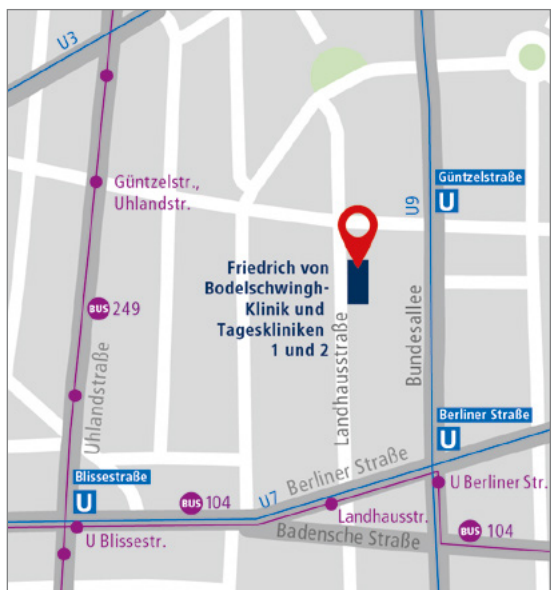 U3
Güntzelstraße
U
Güntzelstr.,
Uhlandstr.
U9
Friedrich von
Bodelschwingh-
Klinik und
Tageskliniken
1 und 2
BUS 249
Uhlandstraße
Landhausstraße
Bundesallee
Berliner Straße
U
Blissestraße
U
Berliner Straße
U Berliner Str.
BUS 104
U7
Landhausstr.
U Blissestr.
Badensche Straße
BUS 104